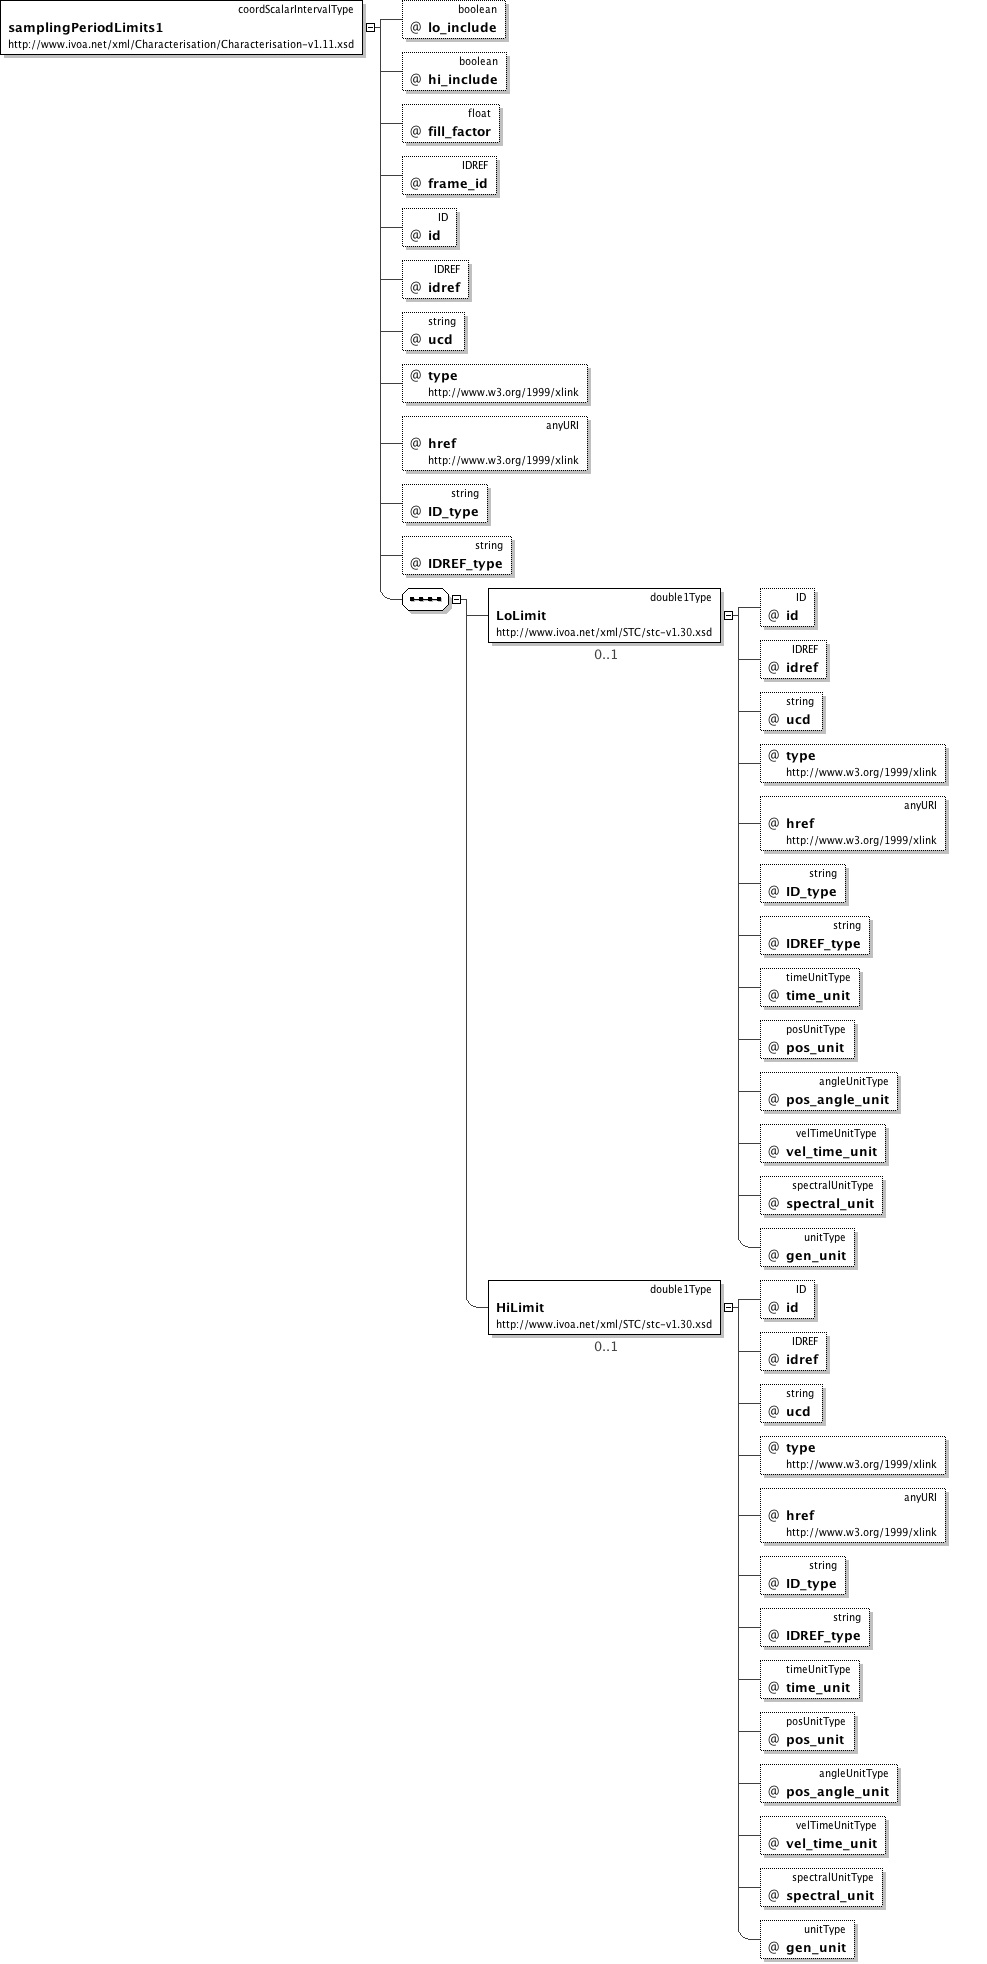 coordScalarIntervalType
samplingPeriodLimits1
http://www.ivoa.net/xml/Characterisation/Characterisation-v1.11.xsd
boolean
@ lo_include
boolean
@ hi_include
float
@ fill_factor
IDREF
@ frame_id
ID
@ id
IDREF
@ idref
string
@ ucd
@ type
http://www.w3.org/1999/xlink
anyURI
@ href
http://www.w3.org/1999/xlink
string
@ ID_type
string
@ IDREF_type
double1Type
LoLimit
http://www.ivoa.net/xml/STC/stc-v1.30.xsd
0..1
ID
@ id
IDREF
@ idref
string
@ ucd
@ type
http://www.w3.org/1999/xlink
anyURI
@ href
http://www.w3.org/1999/xlink
string
@ ID_type
string
@ IDREF_type
timeUnitType
@ time_unit
posUnitType
@ pos_unit
angleUnitType
@ pos_angle_unit
velTimeUnitType
@ vel_time_unit
spectralUnitType
@ spectral_unit
unitType
@ gen_unit
double1Type
HiLimit
http://www.ivoa.net/xml/STC/stc-v1.30.xsd
0..1
ID
@ id
IDREF
@ idref
string
@ ucd
@ type
http://www.w3.org/1999/xlink
anyURI
@ href
http://www.w3.org/1999/xlink
string
@ ID_type
string
@ IDREF_type
timeUnitType
@ time_unit
posUnitType
@ pos_unit
angleUnitType
@ pos_angle_unit
velTimeUnitType
@ vel_time_unit
spectralUnitType
@ spectral_unit
unitType
@ gen_unit